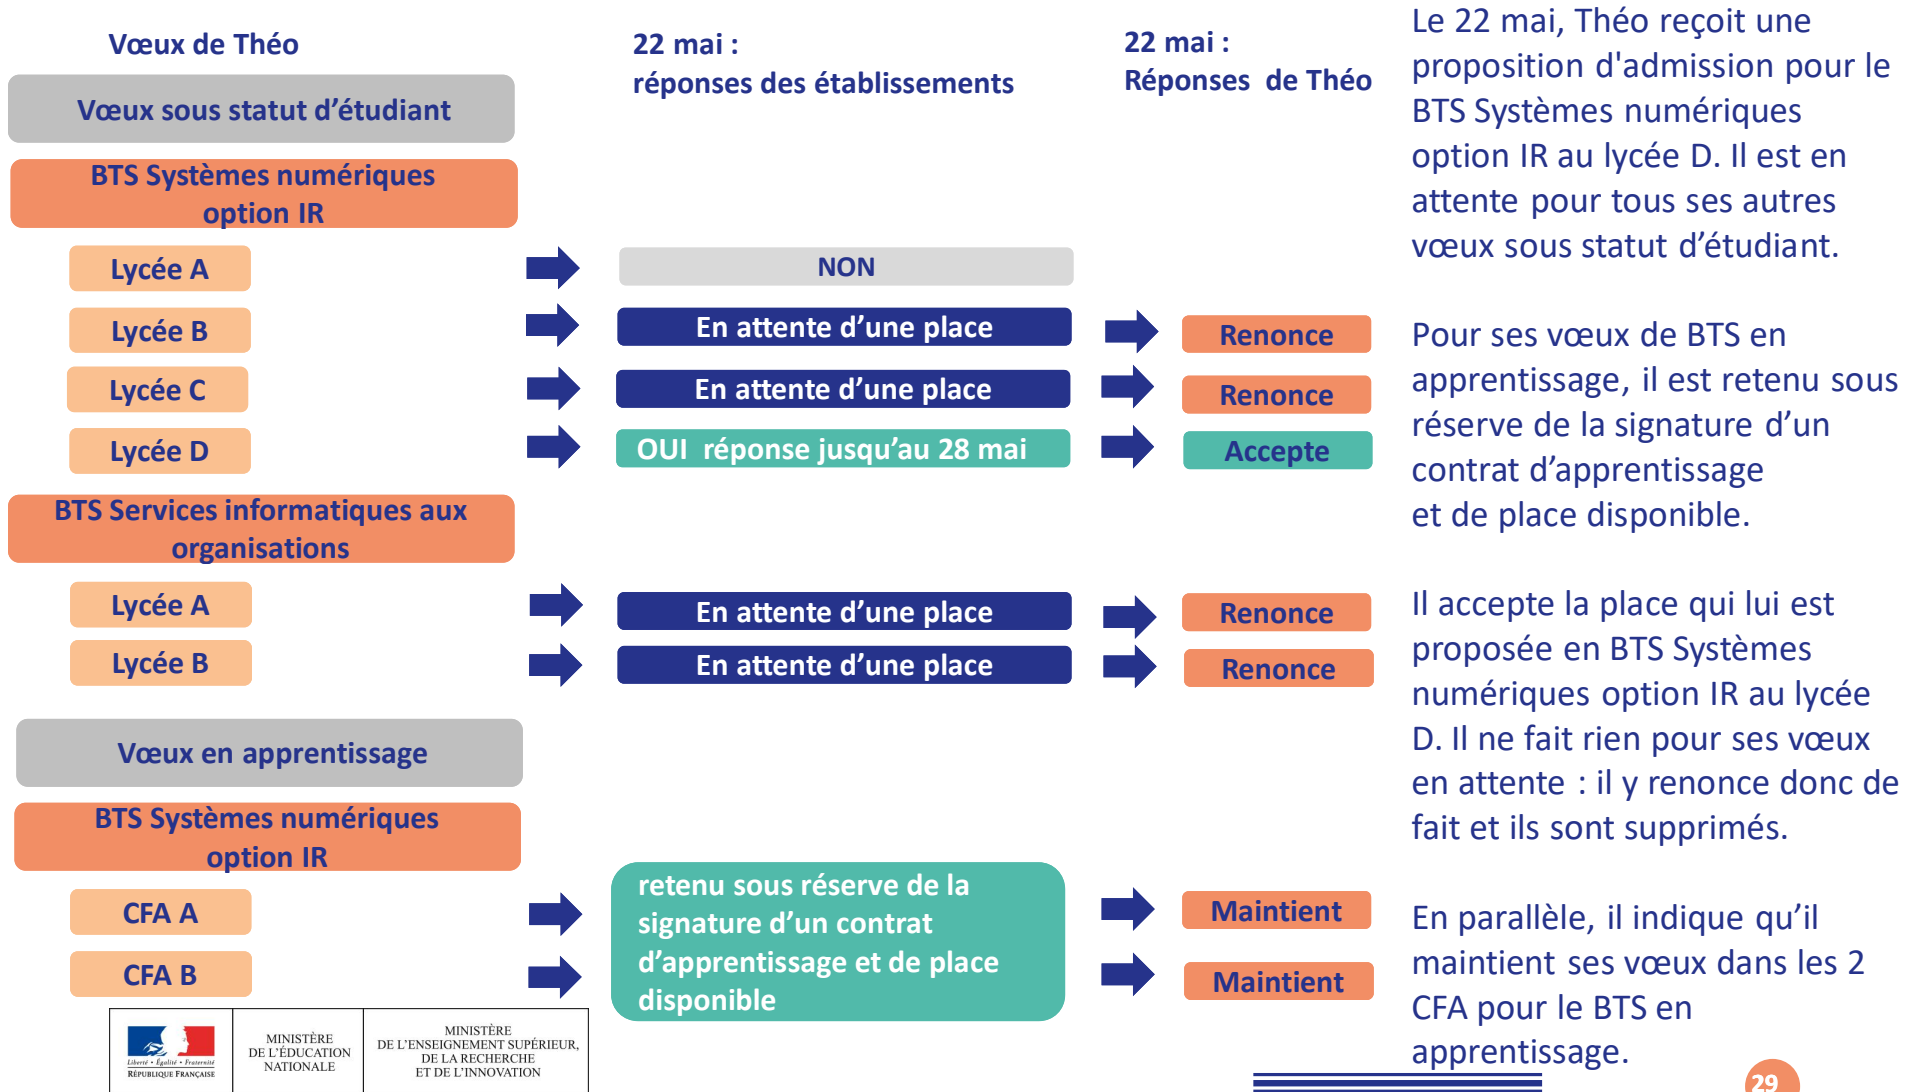 Vœux de Théo
22 mai :
réponses des établissements
22 mai :
Réponses de Théo
Vœux sous statut d'étudiant
BTS Systèmes numériques
option IR
Lycée A
NON
Lycée B
En attente d'une place
Renonce
Lycée C
En attente d'une place
Renonce
Lycée D
OUI réponse jusqu'au 28 mai
Accepte
BTS Services informatiques aux
organisations
Lycée A
En attente d'une place
Renonce
Lycée B
En attente d'une place
Renonce
Vœux en apprentissage
BTS Systèmes numériques
option IR
CFA A
CFA B
retenu sous réserve de la
signature d'un contrat
d'apprentissage et de place
disponible
Maintient
Maintient
Le 22 mai, Théo reçoit une
proposition d'admission pour le
BTS Systèmes numériques
option IR au lycée D. Il est en
attente pour tous ses autres
vœux sous statut d'étudiant.
Pour ses vœux de BTS en
apprentissage, il est retenu sous
réserve de la signature d'un
contrat d'apprentissage
et de place disponible.
Il accepte la place qui lui est
proposée en BTS Systèmes
numériques option IR au lycée
D. Il ne fait rien pour ses vœux
en attente : il y renonce donc de
fait et ils sont supprimés.
En parallèle, il indique qu'il
maintient ses vœux dans les 2
CFA pour le BTS en
apprentissage.
Liberté • Égalité • Fraternité
RÉPUBLIQUE FRANÇAISE
MINISTÈRE
DE L'ÉDUCATION
NATIONALE
MINISTÈRE
DE L'ENSEIGNEMENT SUPÉRIEUR,
DE LA RECHERCHE
ET DE L'INNOVATION
29